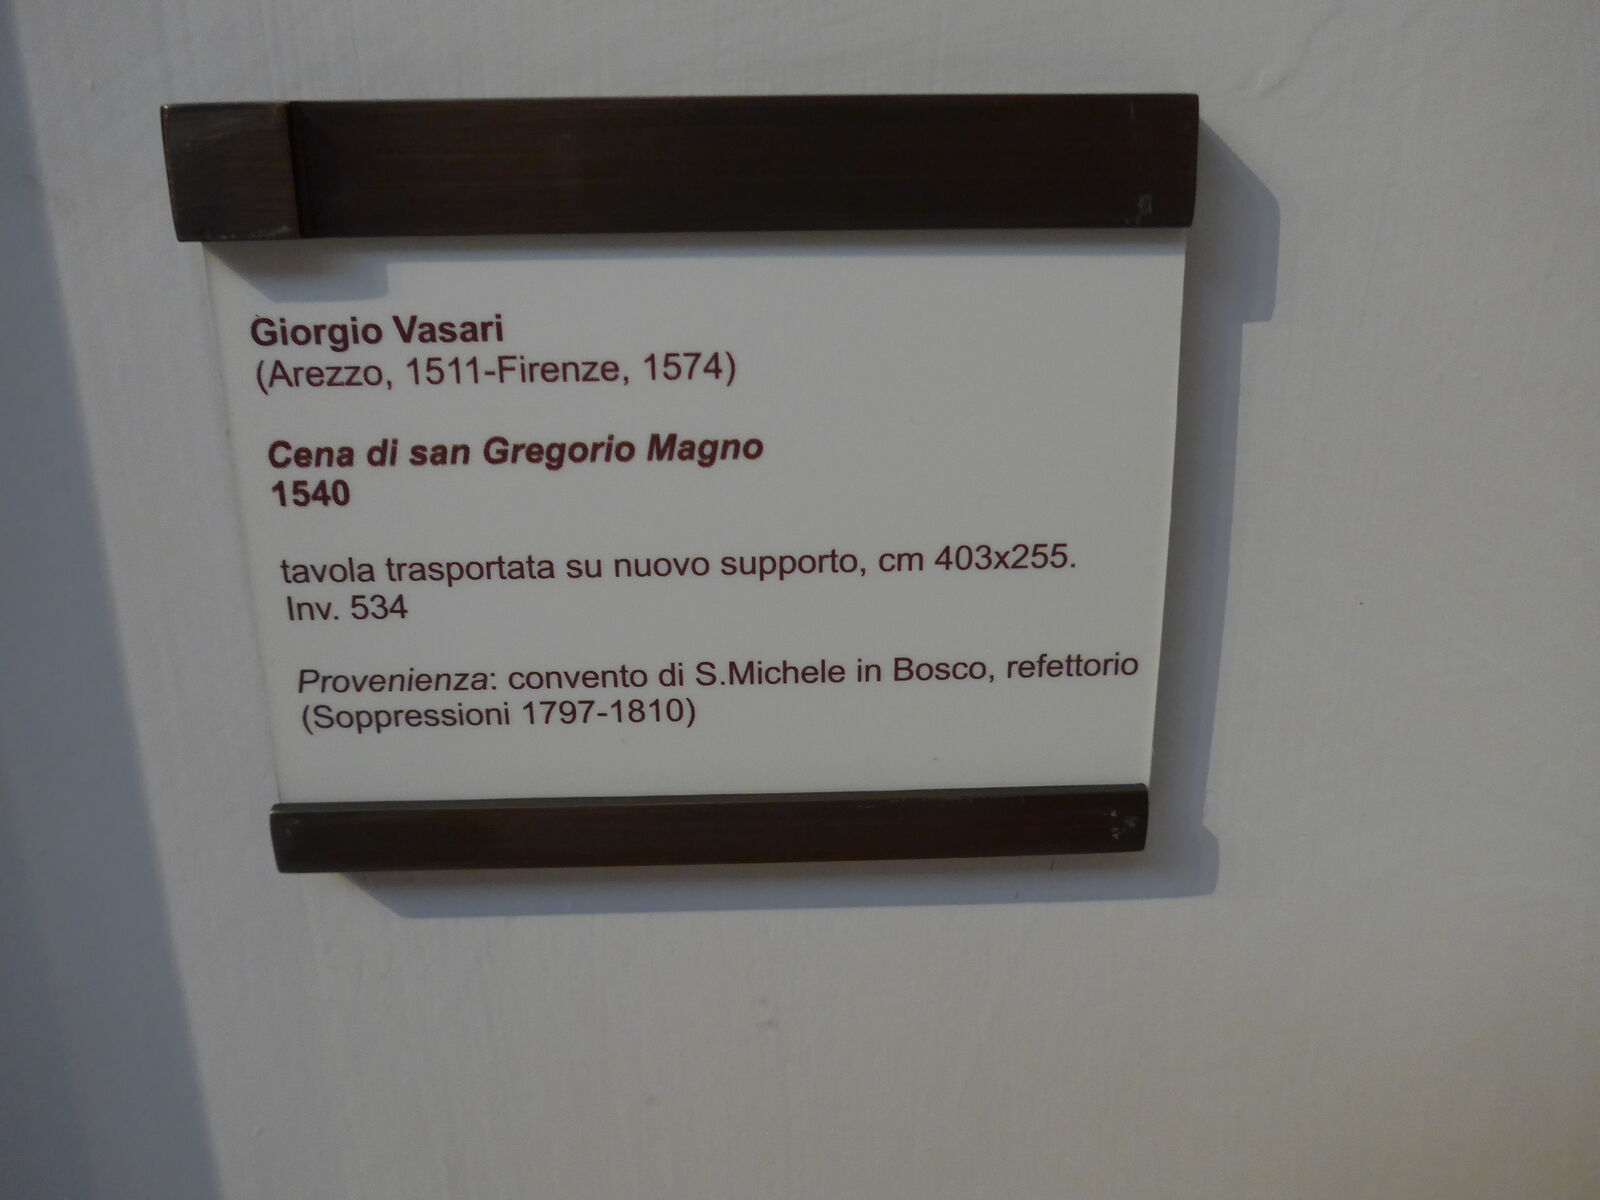 Giorgio Vasari
(Arezzo, 1511-Firenze, 1574)
Cena di san Gregorio Magno
1540
tavola trasportata su nuovo supporto, cm 403x255.
Inv. 534
Provenienza: convento di S.Michele in Bosco, refettorio
(Soppressioni 1797-1810)